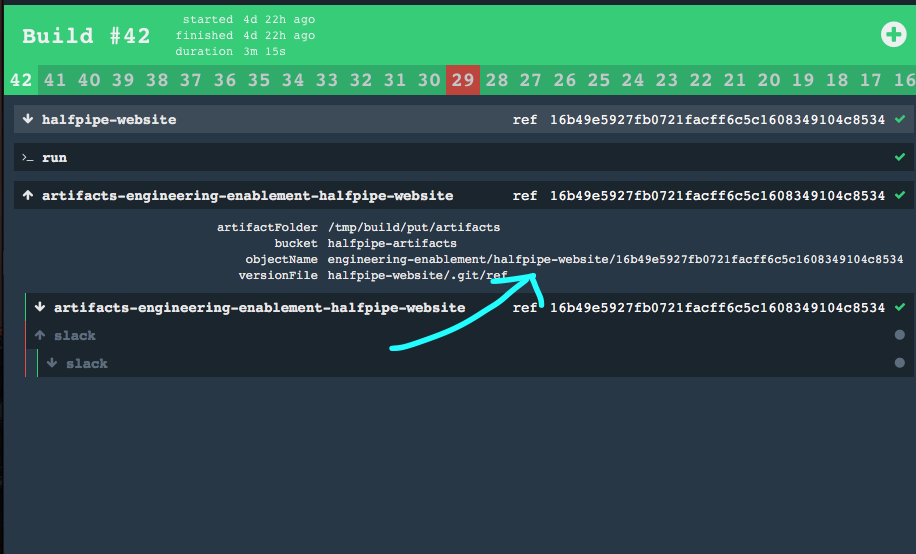 Build #42
started 4d 22h ago
finished 4d 22h ago
duration 3m 15s
42 41 40 39 38 37 36 35 34 33 32 31 30 29 28 27 26 25 24 23 22 21 20 19 18 17 16
halfpipe-website ref 16b49e5927fb0721facff6c5c1608349104c8534
>_ run
artifacts-engineering-enablement-halfpipe-website ref 16b49e5927fb0721facff6c5c1608349104c8534
artifactFolder /tmp/build/put/artifacts
bucket halfpipe-artifacts
objectName engineering-enablement/halfpipe-website/16b49e5927fb0721facff6c5c1608349104c8534
versionFile halfpipe-website/.git/ref
artifacts-engineering-enablement-halfpipe-website ref 16b49e5927fb0721facff6c5c1608349104c8534
slack
slack